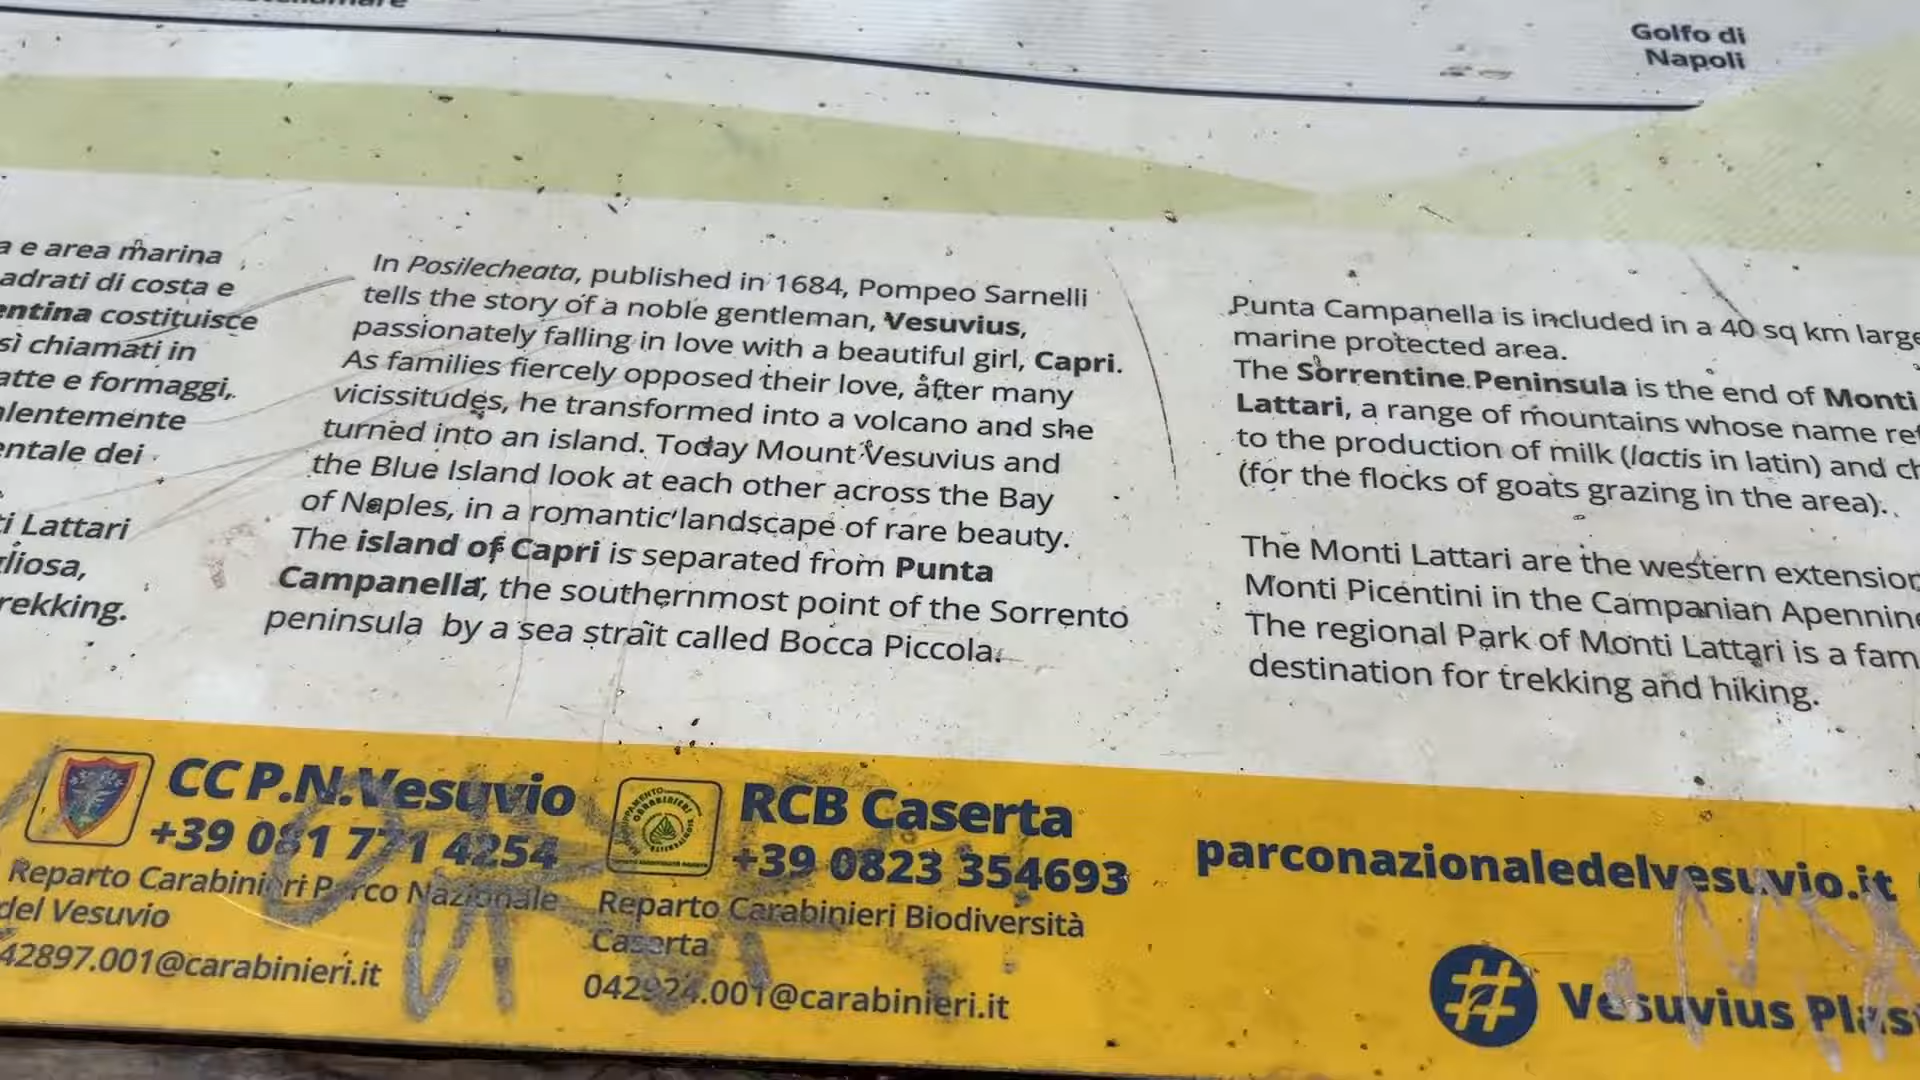 Golfo di
Napoli
a e area marina
adrati di costa e
entina costituisce
sì chiamati in
atte e formaggi,
lentemente
entale dei
ti Lattari
gliosa,
rekking.
In Posilecheata, published in 1684, Pompeo Sarnelli
tells the story of a noble gentleman, Vesuvius,
passionately falling in love with a beautiful girl, Capri.
As families fiercely opposed their love, after many
vicissitudes, he transformed into a volcano and she
turned into an island. Today Mount Vesuvius and
the Blue Island look at each other across the Bay
of Naples, in a romantic landscape of rare beauty.
The island of Capri is separated from Punta
Campanella, the southernmost point of the Sorrento
peninsula by a sea strait called Bocca Piccola.
Punta Campanella is included in a 40 sq km large
marine protected area.
The Sorrentine Peninsula is the end of Monti
Lattari, a range of mountains whose name ref
to the production of milk (lactis in latin) and ch
(for the flocks of goats grazing in the area).
The Monti Lattari are the western extension
Monti Picentini in the Campanian Apennine
The regional Park of Monti Lattari is a fam
destination for trekking and hiking.
CC P.N.Vesuvio
+39 081 771 4254
Reparto Carabinieri Parco Nazionale
del Vesuvio
42897.001@carabinieri.it
RCB Caserta
+39 0823 354693
Reparto Carabinieri Biodiversità
Caserta
042924.001@carabinieri.it
parconazionaledelvesuvio.it
# Vesuvius Plas